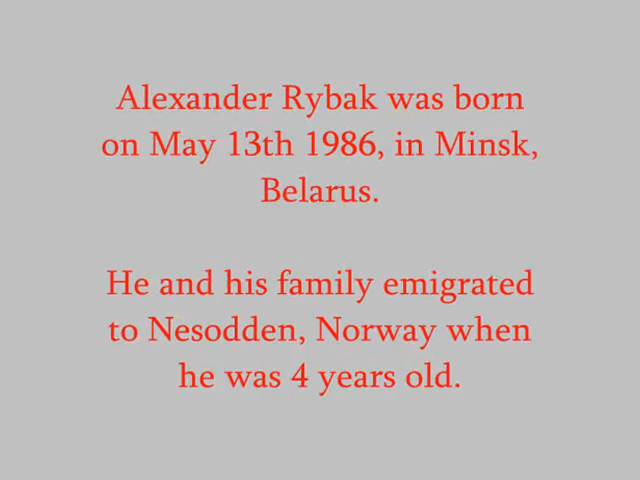 Alexander Rybak was born
on May 13th 1986, in Minsk,
Belarus.
He and his family emigrated
to Nesodden, Norway when
he was 4 years old.